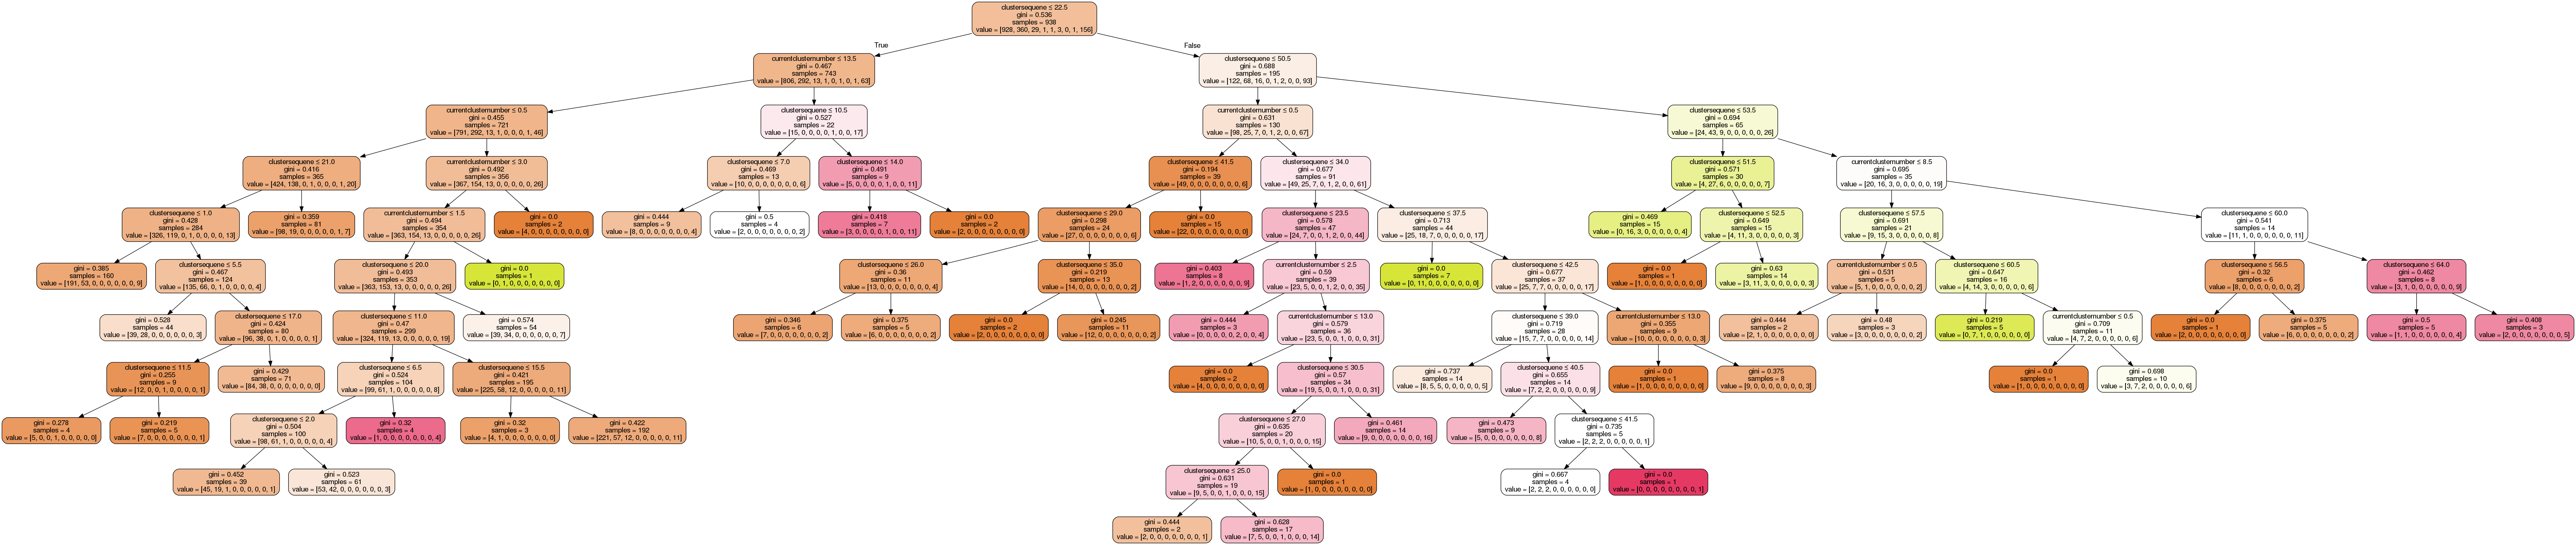 clustersequene ≤ 22.5
gini = 0.536
samples = 938
value = [928, 360, 29, 1, 1, 3, 0, 1, 156]
True
False
currentclusternumber ≤ 13.5
gini = 0.467
samples = 743
value = [806, 292, 13, 1, 0, 1, 0, 1, 63]
clustersequene ≤ 50.5
gini = 0.688
samples = 195
value = [122, 68, 16, 0, 1, 2, 0, 0, 93]
currentclusternumber ≤ 0.5
gini = 0.455
samples = 721
value = [791, 292, 13, 1, 0, 0, 0, 1, 46]
clustersequene ≤ 10.5
gini = 0.527
samples = 22
value = [15, 0, 0, 0, 0, 1, 0, 0, 17]
currentclusternumber ≤ 0.5
gini = 0.631
samples = 130
value = [98, 25, 7, 0, 1, 2, 0, 0, 67]
clustersequene ≤ 53.5
gini = 0.694
samples = 65
value = [24, 43, 9, 0, 0, 0, 0, 0, 26]
clustersequene ≤ 21.0
gini = 0.416
samples = 365
value = [424, 138, 0, 1, 0, 0, 0, 1, 20]
currentclusternumber ≤ 3.0
gini = 0.492
samples = 356
value = [367, 154, 13, 0, 0, 0, 0, 0, 26]
clustersequene ≤ 7.0
gini = 0.469
samples = 13
value = [10, 0, 0, 0, 0, 0, 0, 0, 6]
clustersequene ≤ 14.0
gini = 0.491
samples = 9
value = [5, 0, 0, 0, 0, 1, 0, 0, 11]
clustersequene ≤ 41.5
gini = 0.194
samples = 39
value = [49, 0, 0, 0, 0, 0, 0, 0, 6]
clustersequene ≤ 34.0
gini = 0.677
samples = 91
value = [49, 25, 7, 0, 1, 2, 0, 0, 61]
clustersequene ≤ 51.5
gini = 0.571
samples = 30
value = [4, 27, 6, 0, 0, 0, 0, 0, 7]
currentclusternumber ≤ 8.5
gini = 0.695
samples = 35
value = [20, 16, 3, 0, 0, 0, 0, 0, 19]
clustersequene ≤ 1.0
gini = 0.428
samples = 284
value = [326, 119, 0, 1, 0, 0, 0, 0, 13]
gini = 0.359
samples = 81
value = [98, 19, 0, 0, 0, 0, 0, 1, 7]
currentclusternumber ≤ 1.5
gini = 0.494
samples = 354
value = [363, 154, 13, 0, 0, 0, 0, 0, 26]
gini = 0.0
samples = 2
value = [4, 0, 0, 0, 0, 0, 0, 0, 0]
gini = 0.444
samples = 9
value = [8, 0, 0, 0, 0, 0, 0, 0, 4]
gini = 0.5
samples = 4
value = [2, 0, 0, 0, 0, 0, 0, 0, 2]
gini = 0.418
samples = 7
value = [3, 0, 0, 0, 0, 1, 0, 0, 11]
gini = 0.0
samples = 2
value = [2, 0, 0, 0, 0, 0, 0, 0, 0]
clustersequene ≤ 29.0
gini = 0.298
samples = 24
value = [27, 0, 0, 0, 0, 0, 0, 0, 6]
gini = 0.0
samples = 15
value = [22, 0, 0, 0, 0, 0, 0, 0, 0]
clustersequene ≤ 23.5
gini = 0.578
samples = 47
value = [24, 7, 0, 0, 1, 2, 0, 0, 44]
clustersequene ≤ 37.5
gini = 0.713
samples = 44
value = [25, 18, 7, 0, 0, 0, 0, 0, 17]
gini = 0.469
samples = 15
value = [0, 16, 3, 0, 0, 0, 0, 0, 4]
clustersequene ≤ 52.5
gini = 0.649
samples = 15
value = [4, 11, 3, 0, 0, 0, 0, 0, 3]
clustersequene ≤ 57.5
gini = 0.691
samples = 21
value = [9, 15, 3, 0, 0, 0, 0, 0, 8]
clustersequene ≤ 60.0
gini = 0.541
samples = 14
value = [11, 1, 0, 0, 0, 0, 0, 0, 11]
gini = 0.385
samples = 160
value = [191, 53, 0, 0, 0, 0, 0, 0, 9]
clustersequene ≤ 5.5
gini = 0.467
samples = 124
value = [135, 66, 0, 1, 0, 0, 0, 0, 4]
clustersequene ≤ 20.0
gini = 0.493
samples = 353
value = [363, 153, 13, 0, 0, 0, 0, 0, 26]
gini = 0.0
samples = 1
value = [0, 1, 0, 0, 0, 0, 0, 0, 0]
clustersequene ≤ 26.0
gini = 0.36
samples = 11
value = [13, 0, 0, 0, 0, 0, 0, 0, 4]
clustersequene ≤ 35.0
gini = 0.219
samples = 13
value = [14, 0, 0, 0, 0, 0, 0, 0, 2]
gini = 0.403
samples = 8
value = [1, 2, 0, 0, 0, 0, 0, 0, 9]
currentclusternumber ≤ 2.5
gini = 0.59
samples = 39
value = [23, 5, 0, 0, 1, 2, 0, 0, 35]
gini = 0.0
samples = 7
value = [0, 11, 0, 0, 0, 0, 0, 0, 0]
clustersequene ≤ 42.5
gini = 0.677
samples = 37
value = [25, 7, 7, 0, 0, 0, 0, 0, 17]
gini = 0.0
samples = 1
value = [1, 0, 0, 0, 0, 0, 0, 0, 0]
gini = 0.63
samples = 14
value = [3, 11, 3, 0, 0, 0, 0, 0, 3]
currentclusternumber ≤ 0.5
gini = 0.531
samples = 5
value = [5, 1, 0, 0, 0, 0, 0, 0, 2]
clustersequene ≤ 60.5
gini = 0.647
samples = 16
value = [4, 14, 3, 0, 0, 0, 0, 0, 6]
clustersequene ≤ 56.5
gini = 0.32
samples = 6
value = [8, 0, 0, 0, 0, 0, 0, 0, 2]
clustersequene ≤ 64.0
gini = 0.462
samples = 8
value = [3, 1, 0, 0, 0, 0, 0, 0, 9]
gini = 0.528
samples = 44
value = [39, 28, 0, 0, 0, 0, 0, 0, 3]
clustersequene ≤ 17.0
gini = 0.424
samples = 80
value = [96, 38, 0, 1, 0, 0, 0, 0, 1]
clustersequene ≤ 11.0
gini = 0.47
samples = 299
value = [324, 119, 13, 0, 0, 0, 0, 0, 19]
gini = 0.574
samples = 54
value = [39, 34, 0, 0, 0, 0, 0, 0, 7]
gini = 0.346
samples = 6
value = [7, 0, 0, 0, 0, 0, 0, 0, 2]
gini = 0.375
samples = 5
value = [6, 0, 0, 0, 0, 0, 0, 0, 2]
gini = 0.0
samples = 2
value = [2, 0, 0, 0, 0, 0, 0, 0, 0]
gini = 0.245
samples = 11
value = [12, 0, 0, 0, 0, 0, 0, 0, 2]
gini = 0.444
samples = 3
value = [0, 0, 0, 0, 0, 2, 0, 0, 4]
currentclusternumber ≤ 13.0
gini = 0.579
samples = 36
value = [23, 5, 0, 0, 1, 0, 0, 0, 31]
clustersequene ≤ 39.0
gini = 0.719
samples = 28
value = [15, 7, 7, 0, 0, 0, 0, 0, 14]
currentclusternumber ≤ 13.0
gini = 0.355
samples = 9
value = [10, 0, 0, 0, 0, 0, 0, 0, 3]
gini = 0.444
samples = 2
value = [2, 1, 0, 0, 0, 0, 0, 0, 0]
gini = 0.48
samples = 3
value = [3, 0, 0, 0, 0, 0, 0, 0, 2]
gini = 0.219
samples = 5
value = [0, 7, 1, 0, 0, 0, 0, 0, 0]
currentclusternumber ≤ 0.5
gini = 0.709
samples = 11
value = [4, 7, 2, 0, 0, 0, 0, 0, 6]
gini = 0.0
samples = 1
value = [2, 0, 0, 0, 0, 0, 0, 0, 0]
gini = 0.375
samples = 5
value = [6, 0, 0, 0, 0, 0, 0, 0, 2]
gini = 0.5
samples = 5
value = [1, 1, 0, 0, 0, 0, 0, 0, 4]
gini = 0.408
samples = 3
value = [2, 0, 0, 0, 0, 0, 0, 0, 5]
clustersequene ≤ 11.5
gini = 0.255
samples = 9
value = [12, 0, 0, 1, 0, 0, 0, 0, 1]
gini = 0.429
samples = 71
value = [84, 38, 0, 0, 0, 0, 0, 0, 0]
clustersequene ≤ 6.5
gini = 0.524
samples = 104
value = [99, 61, 1, 0, 0, 0, 0, 0, 8]
clustersequene ≤ 15.5
gini = 0.421
samples = 195
value = [225, 58, 12, 0, 0, 0, 0, 0, 11]
gini = 0.0
samples = 2
value = [4, 0, 0, 0, 0, 0, 0, 0, 0]
clustersequene ≤ 30.5
gini = 0.57
samples = 34
value = [19, 5, 0, 0, 1, 0, 0, 0, 31]
gini = 0.737
samples = 14
value = [8, 5, 5, 0, 0, 0, 0, 0, 5]
clustersequene ≤ 40.5
gini = 0.655
samples = 14
value = [7, 2, 2, 0, 0, 0, 0, 0, 9]
gini = 0.0
samples = 1
value = [1, 0, 0, 0, 0, 0, 0, 0, 0]
gini = 0.375
samples = 8
value = [9, 0, 0, 0, 0, 0, 0, 0, 3]
gini = 0.0
samples = 1
value = [1, 0, 0, 0, 0, 0, 0, 0, 0]
gini = 0.698
samples = 10
value = [3, 7, 2, 0, 0, 0, 0, 0, 6]
gini = 0.278
samples = 4
value = [5, 0, 0, 1, 0, 0, 0, 0, 0]
gini = 0.219
samples = 5
value = [7, 0, 0, 0, 0, 0, 0, 0, 1]
clustersequene ≤ 2.0
gini = 0.504
samples = 100
value = [98, 61, 1, 0, 0, 0, 0, 0, 4]
gini = 0.32
samples = 4
value = [1, 0, 0, 0, 0, 0, 0, 0, 4]
gini = 0.32
samples = 3
value = [4, 1, 0, 0, 0, 0, 0, 0, 0]
gini = 0.422
samples = 192
value = [221, 57, 12, 0, 0, 0, 0, 0, 11]
clustersequene ≤ 27.0
gini = 0.635
samples = 20
value = [10, 5, 0, 0, 1, 0, 0, 0, 15]
gini = 0.461
samples = 14
value = [9, 0, 0, 0, 0, 0, 0, 0, 16]
gini = 0.473
samples = 9
value = [5, 0, 0, 0, 0, 0, 0, 0, 8]
clustersequene ≤ 41.5
gini = 0.735
samples = 5
value = [2, 2, 2, 0, 0, 0, 0, 0, 1]
gini = 0.452
samples = 39
value = [45, 19, 1, 0, 0, 0, 0, 0, 1]
gini = 0.523
samples = 61
value = [53, 42, 0, 0, 0, 0, 0, 0, 3]
clustersequene ≤ 25.0
gini = 0.631
samples = 19
value = [9, 5, 0, 0, 1, 0, 0, 0, 15]
gini = 0.0
samples = 1
value = [1, 0, 0, 0, 0, 0, 0, 0, 0]
gini = 0.667
samples = 4
value = [2, 2, 2, 0, 0, 0, 0, 0, 0]
gini = 0.0
samples = 1
value = [0, 0, 0, 0, 0, 0, 0, 0, 1]
gini = 0.444
samples = 2
value = [2, 0, 0, 0, 0, 0, 0, 0, 1]
gini = 0.628
samples = 17
value = [7, 5, 0, 0, 1, 0, 0, 0, 14]